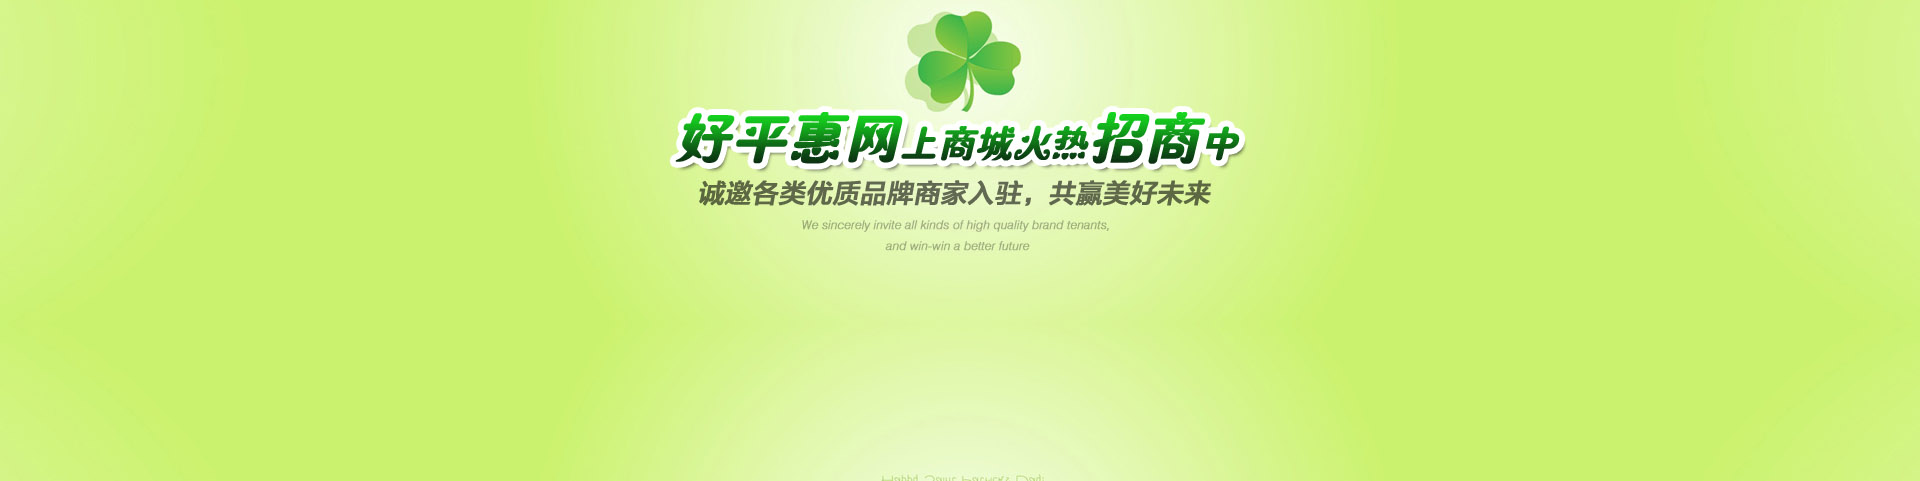 好平惠网上商城火热招商中
诚邀各类优质品牌商家入驻，共赢美好未来
We sincerely invite all kinds of high quality brand tenants,
and win-win a better future